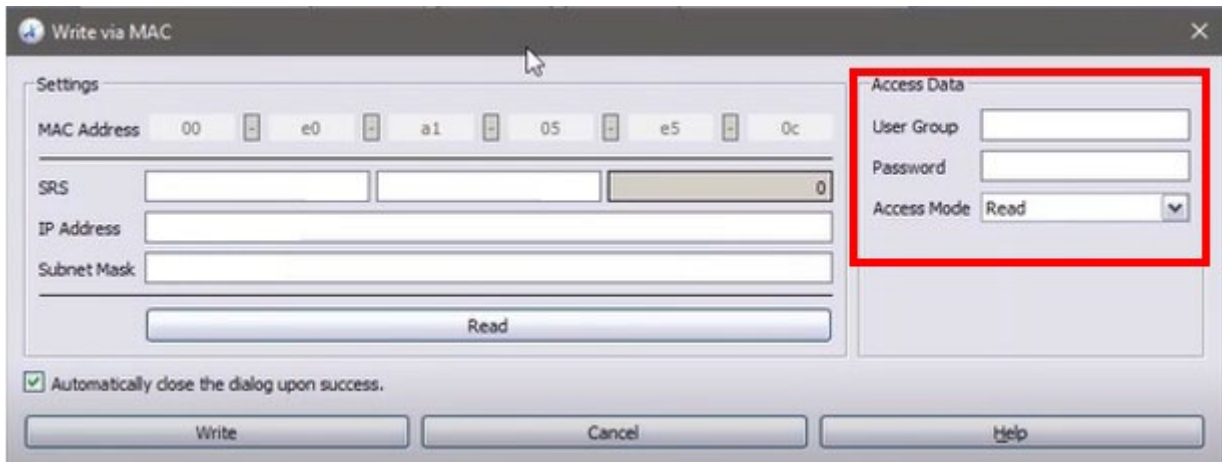 Write via MAC
Settings
MAC Address 00 - e0 - a1 - 05 - e5 - 0c
SRS 0
IP Address
Subnet Mask
Read
Access Data
User Group
Password
Access Mode Read
Automatically close the dialog upon success.
Write Cancel Help